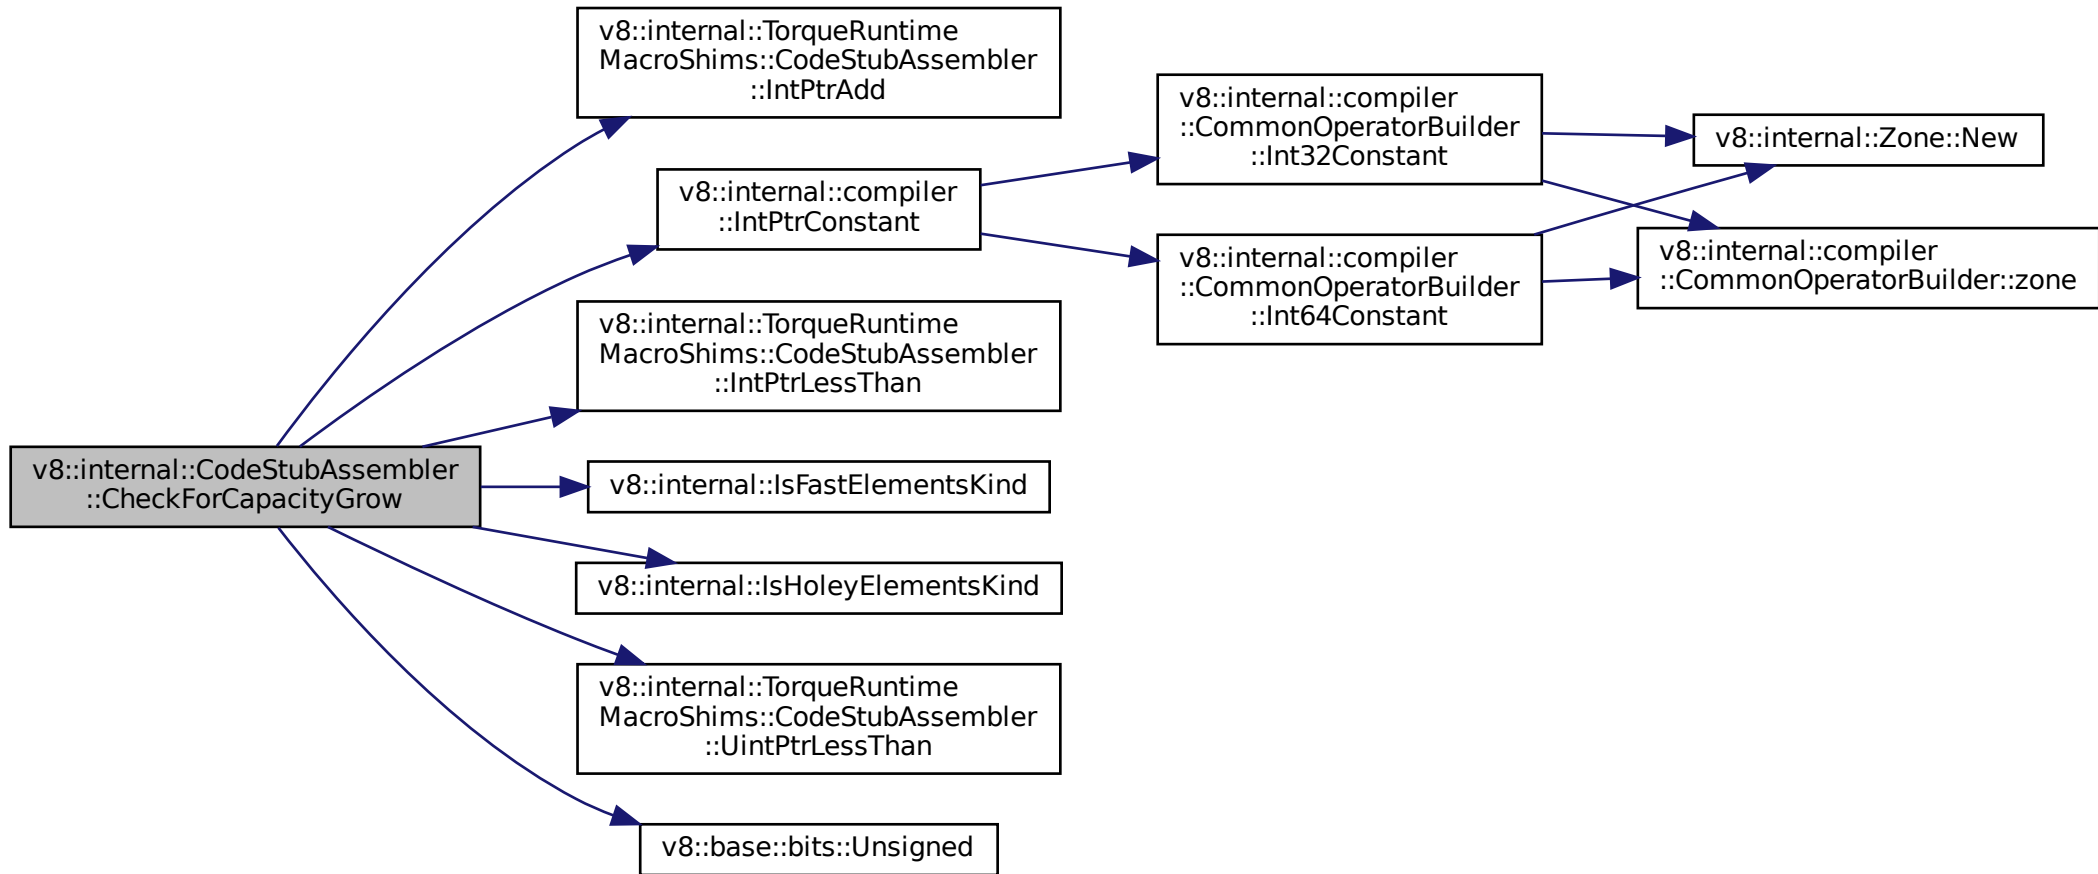 v8::internal::CodeStubAssembler
::CheckForCapacityGrow
v8::internal::TorqueRuntime
MacroShims::CodeStubAssembler
::IntPtrAdd
v8::internal::compiler
::IntPtrConstant
v8::internal::TorqueRuntime
MacroShims::CodeStubAssembler
::IntPtrLessThan
v8::internal::IsFastElementsKind
v8::internal::IsHoleyElementsKind
v8::internal::TorqueRuntime
MacroShims::CodeStubAssembler
::UintPtrLessThan
v8::base::bits::Unsigned
v8::internal::compiler
::CommonOperatorBuilder
::Int32Constant
v8::internal::compiler
::CommonOperatorBuilder
::Int64Constant
v8::internal::Zone::New
v8::internal::compiler
::CommonOperatorBuilder::zone